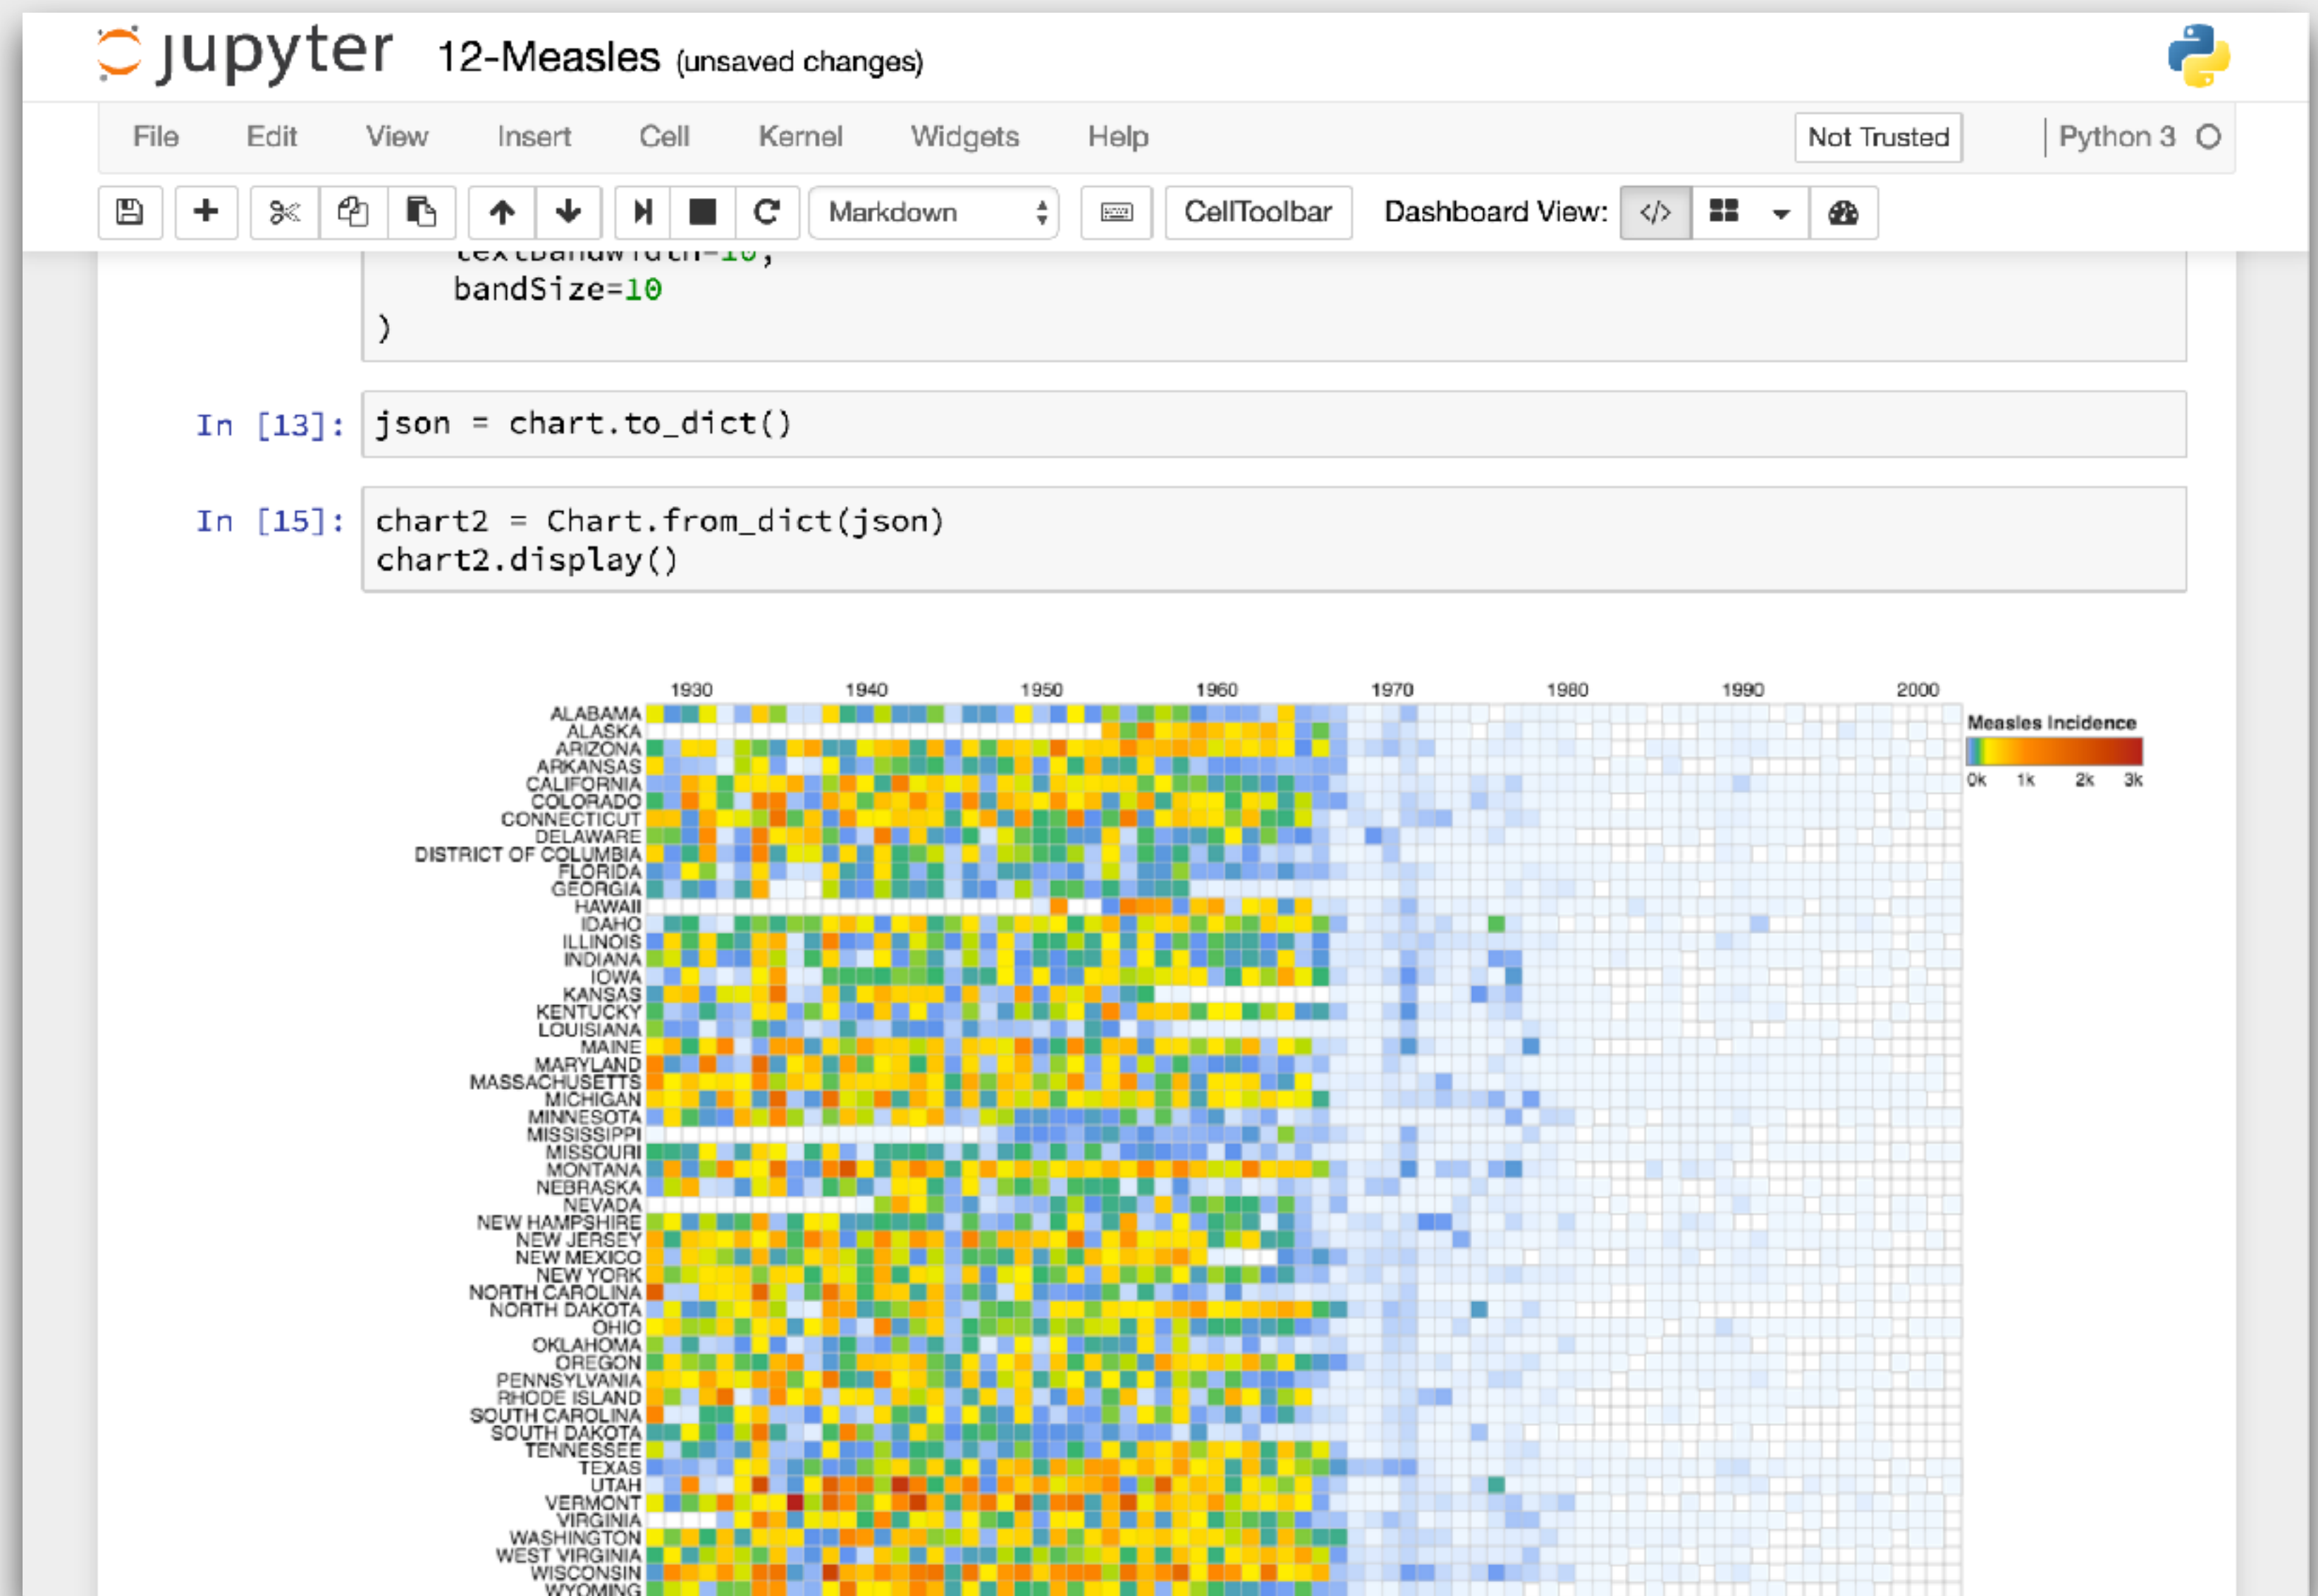 jupyter 12-Measles (unsaved changes)
File Edit View Insert Cell Kernel Widgets Help Not Trusted Python 3
Markdown CellToolbar Dashboard View: </>
textBandWidth=10,
bandSize=10
)
In [13]: json = chart.to_dict()
In [15]: chart2 = Chart.from_dict(json)
chart2.display()
1930 1940 1950 1960 1970 1980 1990 2000
Measles Incidence
0k 1k 2k 3k
ALABAMA
ALASKA
ARIZONA
ARKANSAS
CALIFORNIA
COLORADO
CONNECTICUT
DELAWARE
DISTRICT OF COLUMBIA
FLORIDA
GEORGIA
HAWAII
IDAHO
ILLINOIS
INDIANA
IOWA
KANSAS
KENTUCKY
LOUISIANA
MAINE
MARYLAND
MASSACHUSETTS
MICHIGAN
MINNESOTA
MISSISSIPPI
MISSOURI
MONTANA
NEBRASKA
NEVADA
NEW HAMPSHIRE
NEW JERSEY
NEW MEXICO
NEW YORK
NORTH CAROLINA
NORTH DAKOTA
OHIO
OKLAHOMA
OREGON
PENNSYLVANIA
RHODE ISLAND
SOUTH CAROLINA
SOUTH DAKOTA
TENNESSEE
TEXAS
UTAH
VERMONT
VIRGINIA
WASHINGTON
WEST VIRGINIA
WISCONSIN
WYOMING